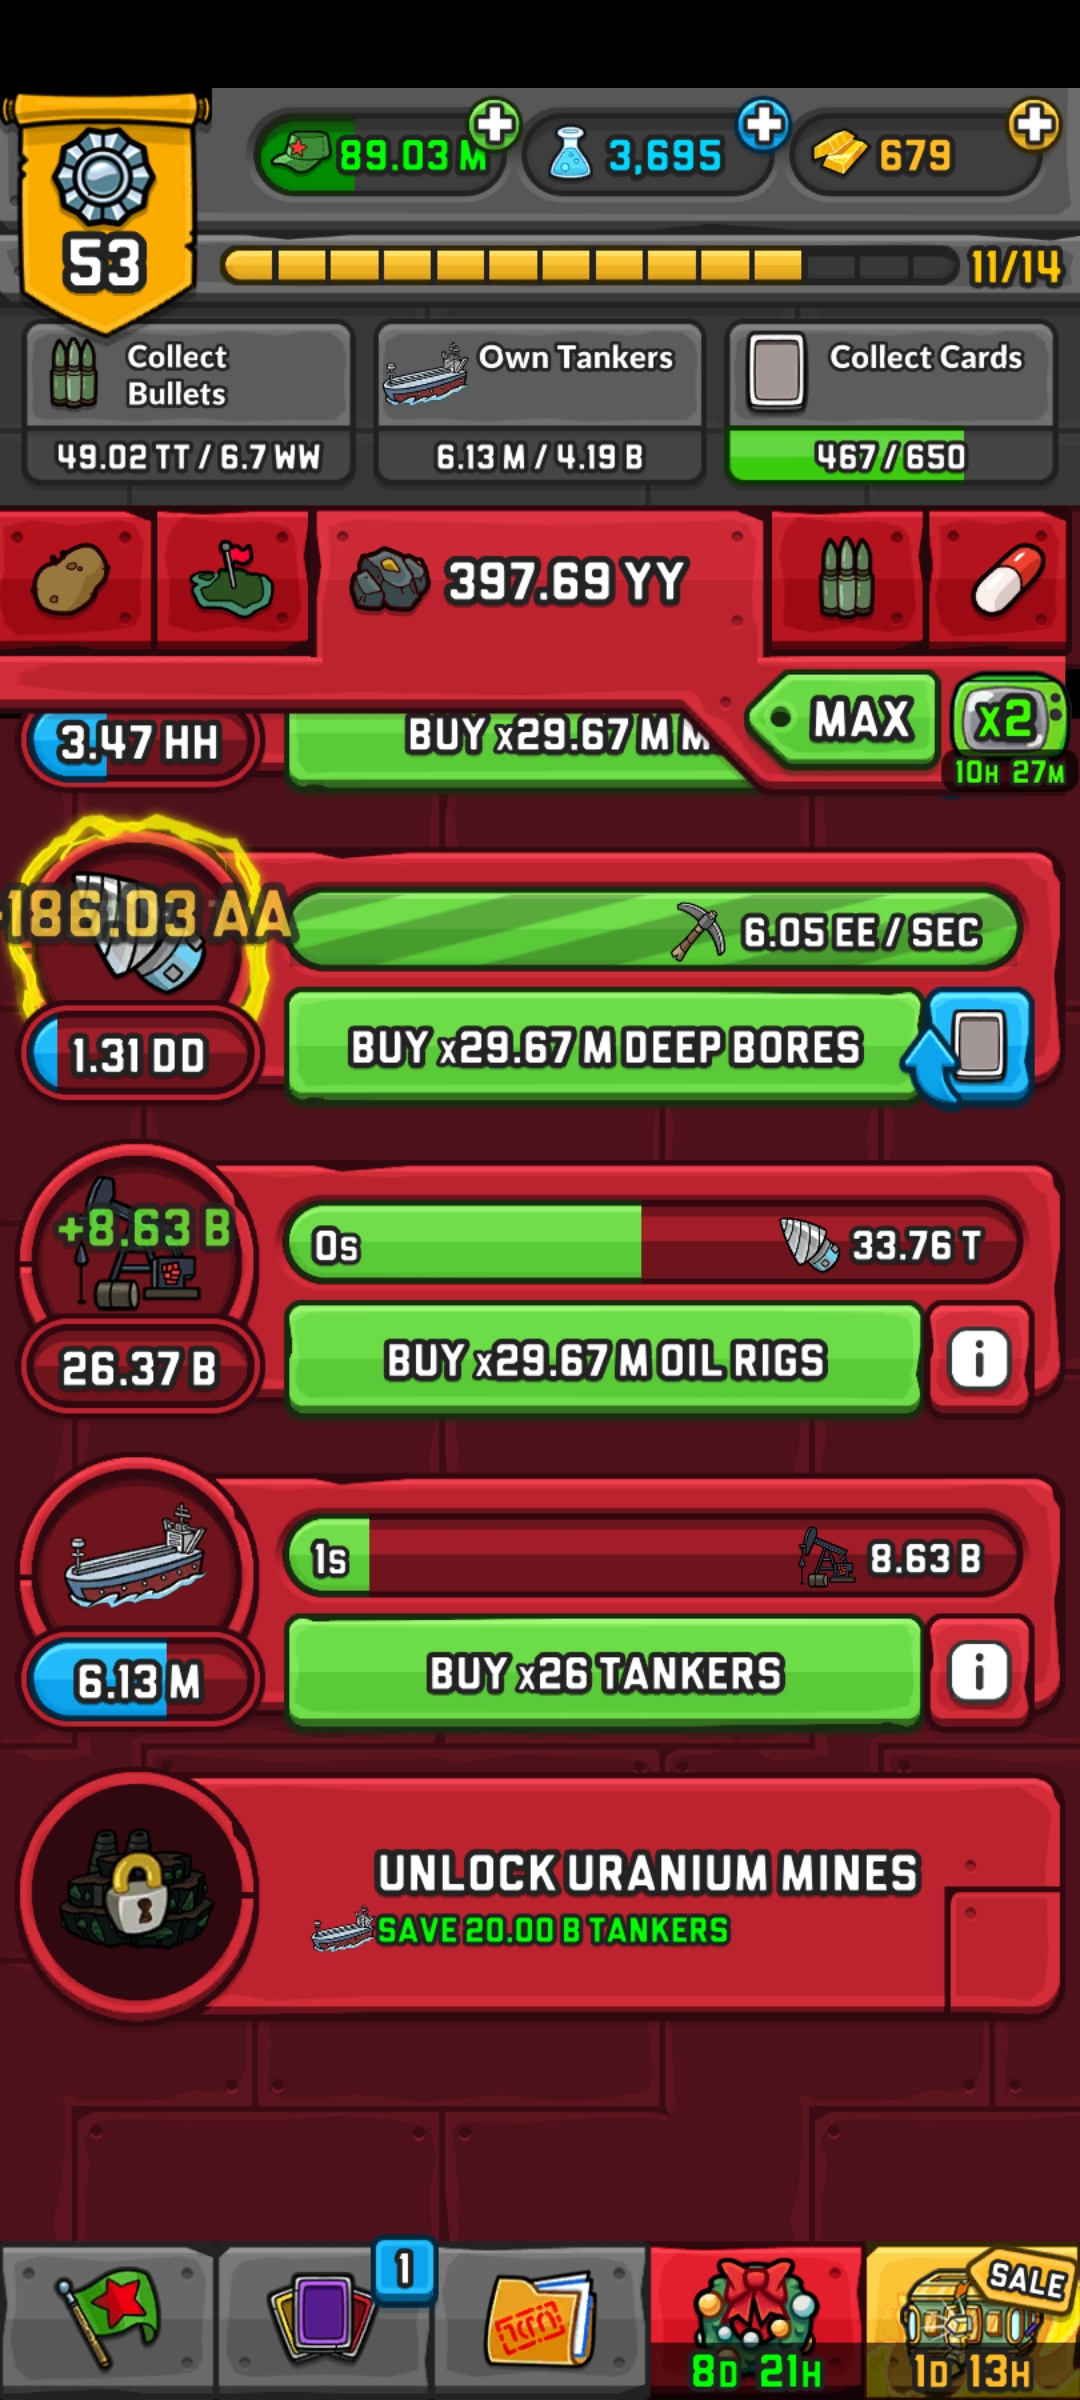 89.03 M
3,695
679
53
11/14
Collect
Bullets
49.02 TT / 6.7 WW
Own Tankers
6.13 M / 4.19 B
Collect Cards
467 / 650
397.69 YY
MAX
x2
10H 27M
3.47 HH
BUY x29.67 M M
186.03 AA
6.05 EE / SEC
1.31 DD
BUY x29.67 M DEEP BORES
+8.63 B
0s
33.76 T
26.37 B
BUY x29.67 M OIL RIGS
i
1s
8.63 B
6.13 M
BUY x26 TANKERS
i
UNLOCK URANIUM MINES
SAVE 20.00 B TANKERS
1
SALE
8D 21H
1D 13H